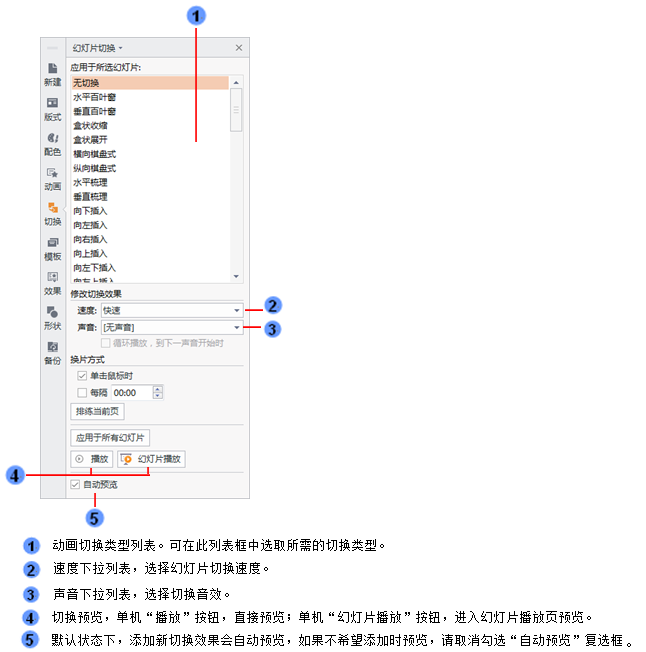 1
幻灯片切换
应用于所选幻灯片:
无切换
水平百叶窗
垂直百叶窗
盒状收缩
盒状展开
横向棋盘式
纵向棋盘式
水平梳理
垂直梳理
向下插入
向左插入
向右插入
向上插入
向左下插入
向左上插入
新建
版式
配色
动画
切换
模板
效果
形状
备份
修改切换效果
速度: 快速
2
声音: [无声音]
3
循环播放，到下一声音开始时
换片方式
单击鼠标时
每隔 00:00
排练当前页
应用于所有幻灯片
播放 幻灯片播放
4
自动预览
5
1 动画切换类型列表。可在此列表框中选取所需的切换类型。
2 速度下拉列表，选择幻灯片切换速度。
3 声音下拉列表，选择切换音效。
4 切换预览，单机“播放”按钮，直接预览；单机“幻灯片播放”按钮，进入幻灯片播放页预览。
5 默认状态下，添加新切换效果会自动预览，如果不希望添加时预览，请取消勾选“自动预览”复选框。